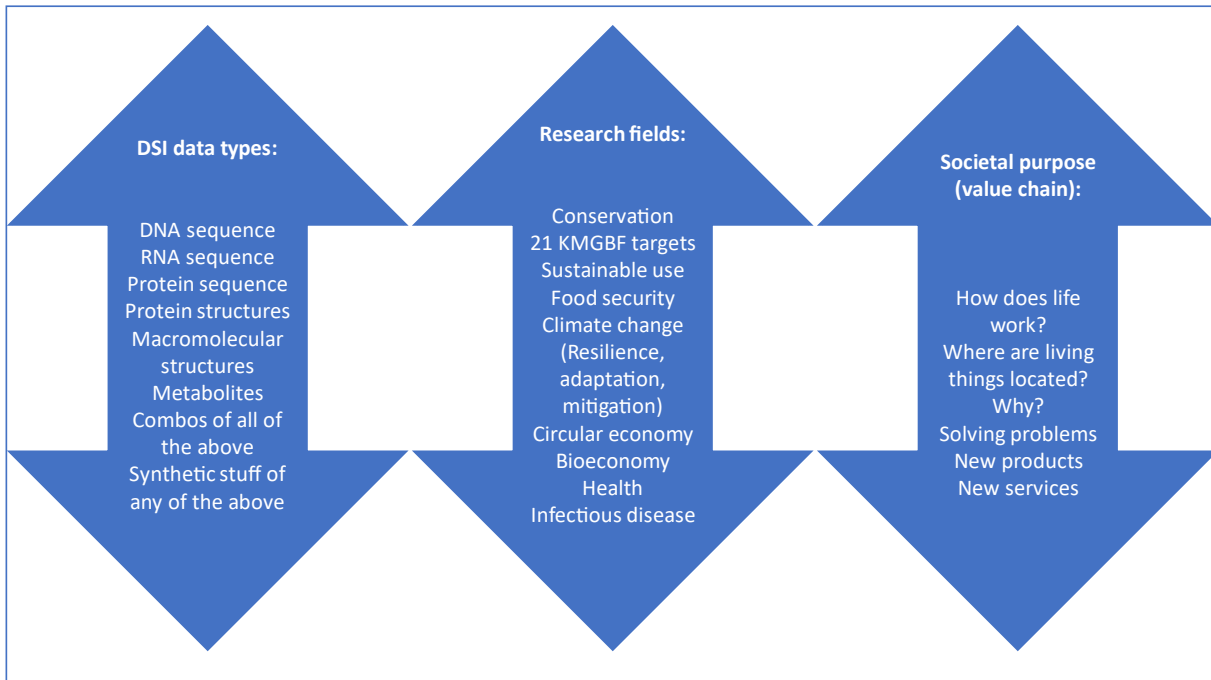 DSI data types:
DNA sequence
RNA sequence
Protein sequence
Protein structures
Macromolecular
structures
Metabolites
Combos of all of
the above
Synthetic stuff of
any of the above
Research fields:
Conservation
21 KMGBF targets
Sustainable use
Food security
Climate change
(Resilience,
adaptation,
mitigation)
Circular economy
Bioeconomy
Health
Infectious disease
Societal purpose
(value chain):
How does life
work?
Where are living
things located?
Why?
Solving problems
New products
New services